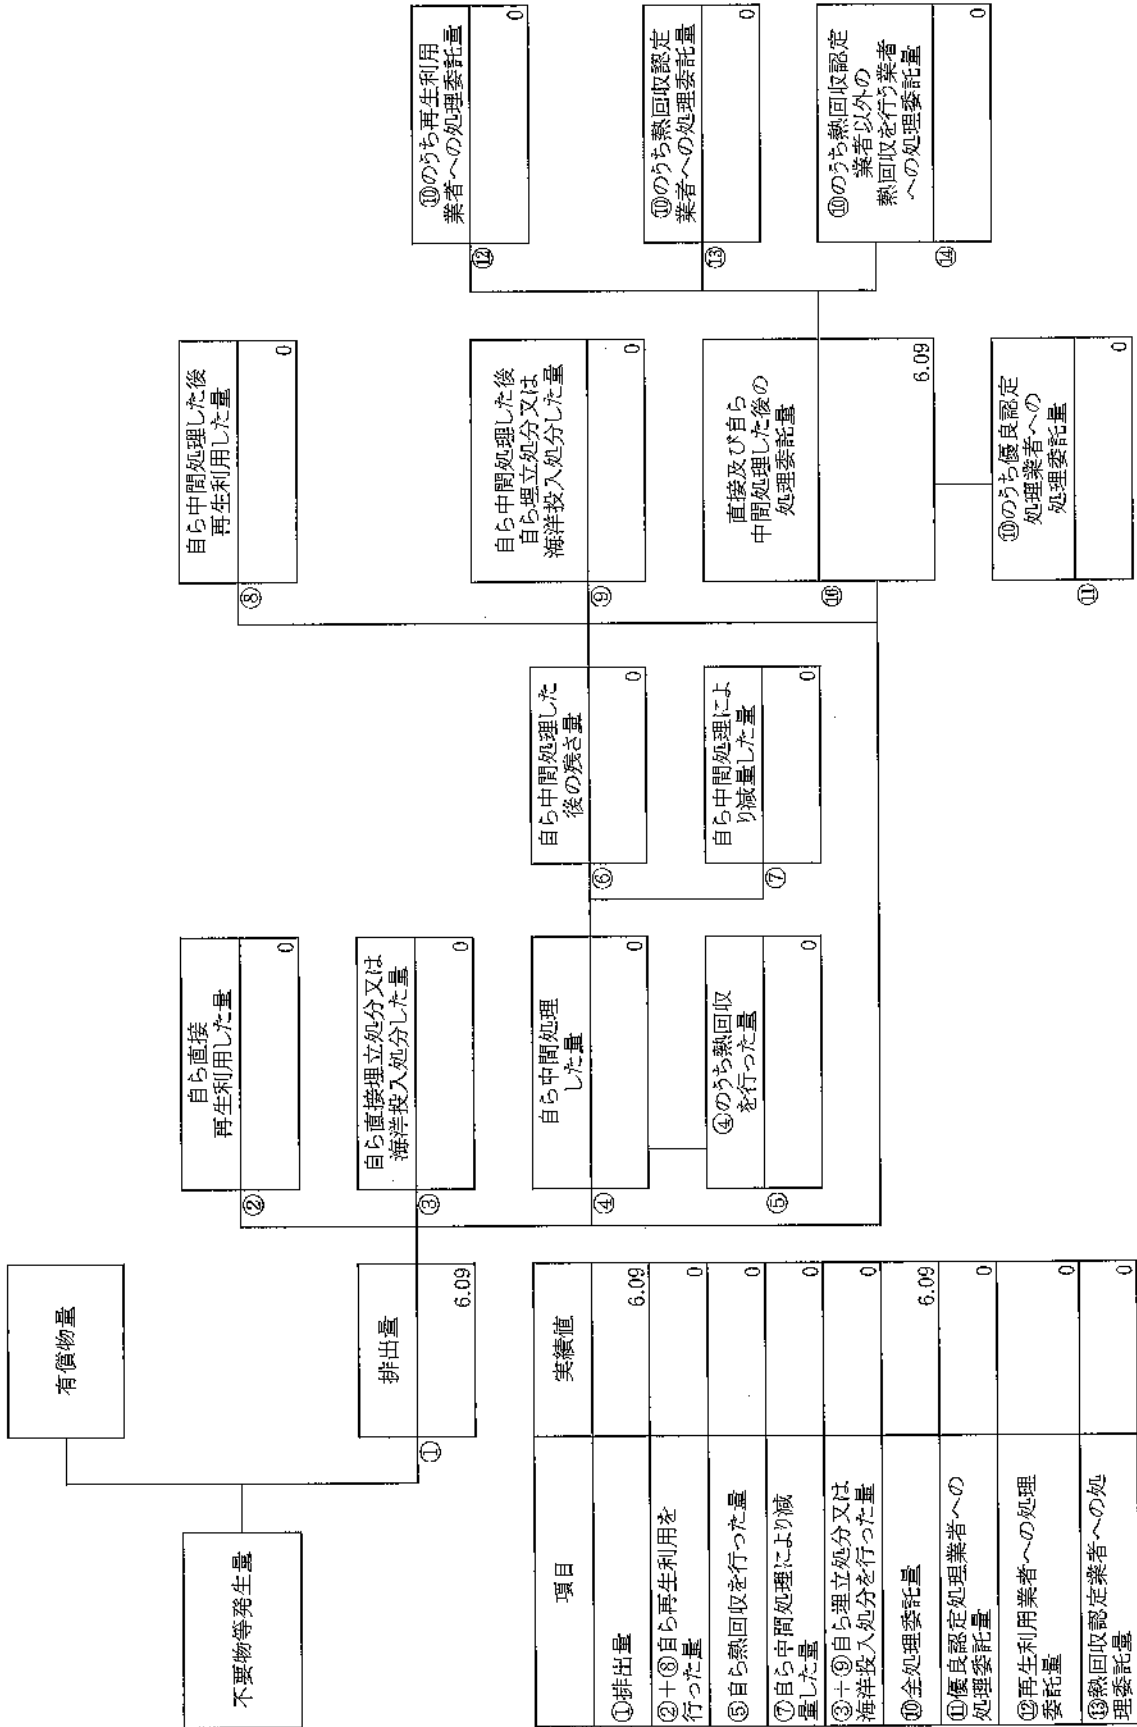 不要物等発生量
有償物量
①
排出量
6.09
②
自ら直接
再生利用した量
0
③
自ら直接埋立処分又は
海洋投入処分した量
0
④
自ら中間処理
した量
0
⑤
④のうち熱回収
を行った量
0
⑥
自ら中間処理した
後の残さ量
0
⑦
自ら中間処理によ
り減量した量
0
⑧
自ら中間処理した後
再生利用した量
0
⑨
自ら中間処理した後
自ら埋立処分又は
海洋投入処分した量
0
⑩
直接及び自ら
中間処理した後の
処理委託量
6.09
⑪
⑩のうち優良認定
処理業者への
処理委託量
0
⑫
⑩のうち再生利用
業者への処理委託量
0
⑬
⑩のうち熱回収認定
業者への処理委託量
0
⑭
⑩のうち熱回収認定
業者以外の
熱回収を行う業者
への処理委託量
0
項目 実績値
①排出量 6.09
②+⑧自ら再生利用を
行った量 0
⑤自ら熱回収を行った量 0
⑦自ら中間処理により減
量した量 0
③+⑨自ら埋立処分又は
海洋投入処分を行った量 0
⑩全処理委託量 6.09
⑪優良認定処理業者への
処理委託量 0
⑫再生利用業者への処理
委託量 0
⑬熱回収認定業者への処
理委託量 0